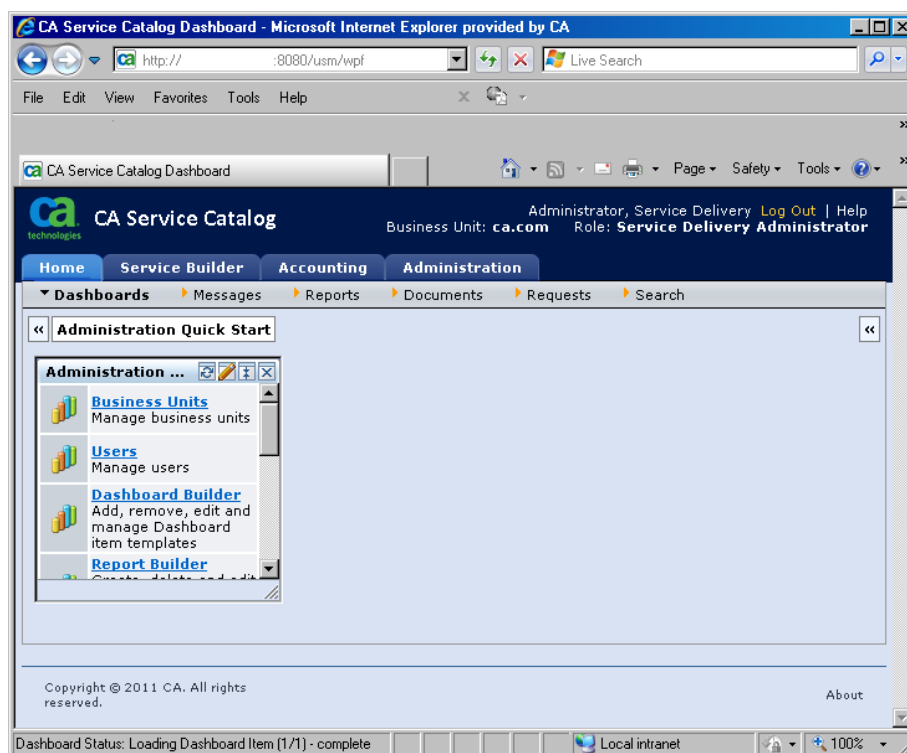 CA Service Catalog Dashboard - Microsoft Internet Explorer provided by CA
http:// :8080/usm/wpf
Live Search
File Edit View Favorites Tools Help
CA Service Catalog Dashboard
Page Safety Tools
ca technologies
CA Service Catalog
Administrator, Service Delivery Log Out | Help
Business Unit: ca.com Role: Service Delivery Administrator
Home Service Builder Accounting Administration
Dashboards Messages Reports Documents Requests Search
« Administration Quick Start «
Administration ...
Business Units
Manage business units
Users
Manage users
Dashboard Builder
Add, remove, edit and
manage Dashboard
item templates
Report Builder
Create, delete and edit
Copyright © 2011 CA. All rights
reserved.
About
Dashboard Status: Loading Dashboard Item (1/1) - complete
Local intranet
100%